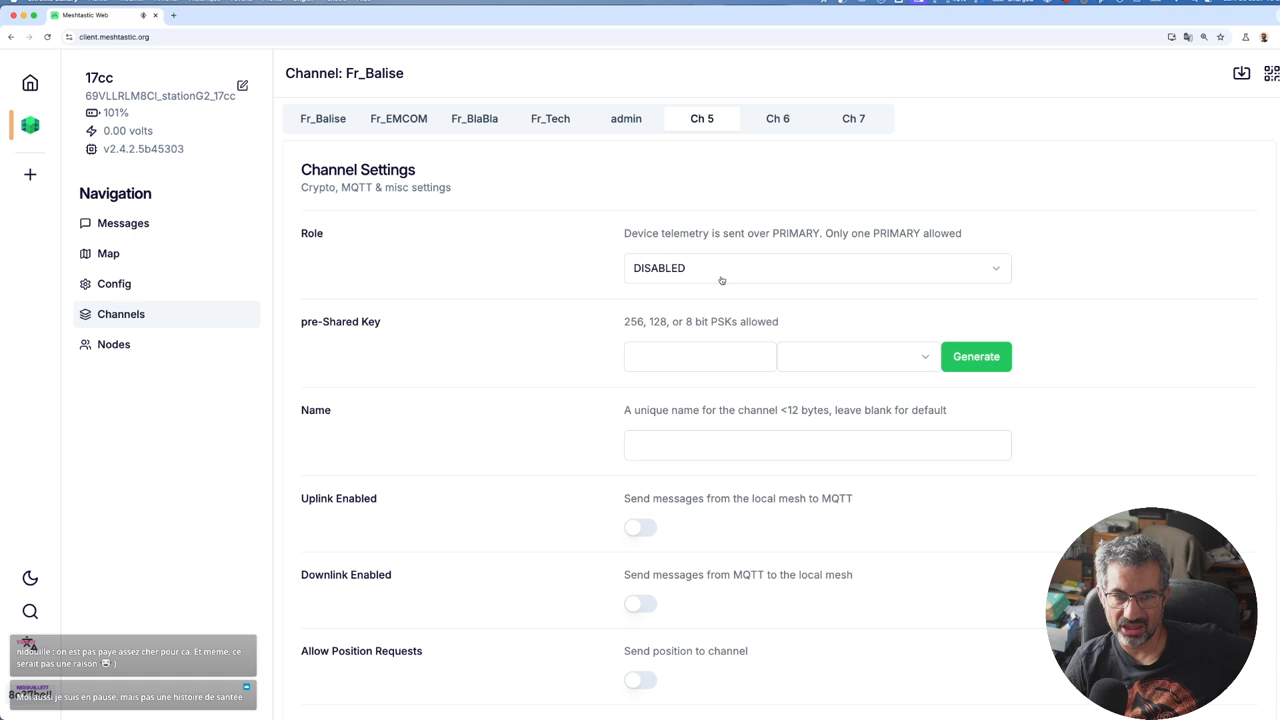 Meshtastic Web
client.meshtastic.org
17cc
69VLLRLM8CI_stationG2_17cc
101%
0.00 volts
v2.4.2.5b45303
Navigation
Messages
Map
Config
Channels
Nodes
Channel: Fr_Balise
Fr_Balise Fr_EMCOM Fr_BlaBla Fr_Tech admin Ch 5 Ch 6 Ch 7
Channel Settings
Crypto, MQTT & misc settings
Role
Device telemetry is sent over PRIMARY. Only one PRIMARY allowed
DISABLED
pre-Shared Key
256, 128, or 8 bit PSKs allowed
Generate
Name
A unique name for the channel <12 bytes, leave blank for default
Uplink Enabled
Send messages from the local mesh to MQTT
Downlink Enabled
Send messages from MQTT to the local mesh
Allow Position Requests
Send position to channel
nidouille : on est pas paye assez cher pour ca. Et meme, ce
serait pas une raison )
Moi aussi je suis en pause, mais pas une histoire de santée